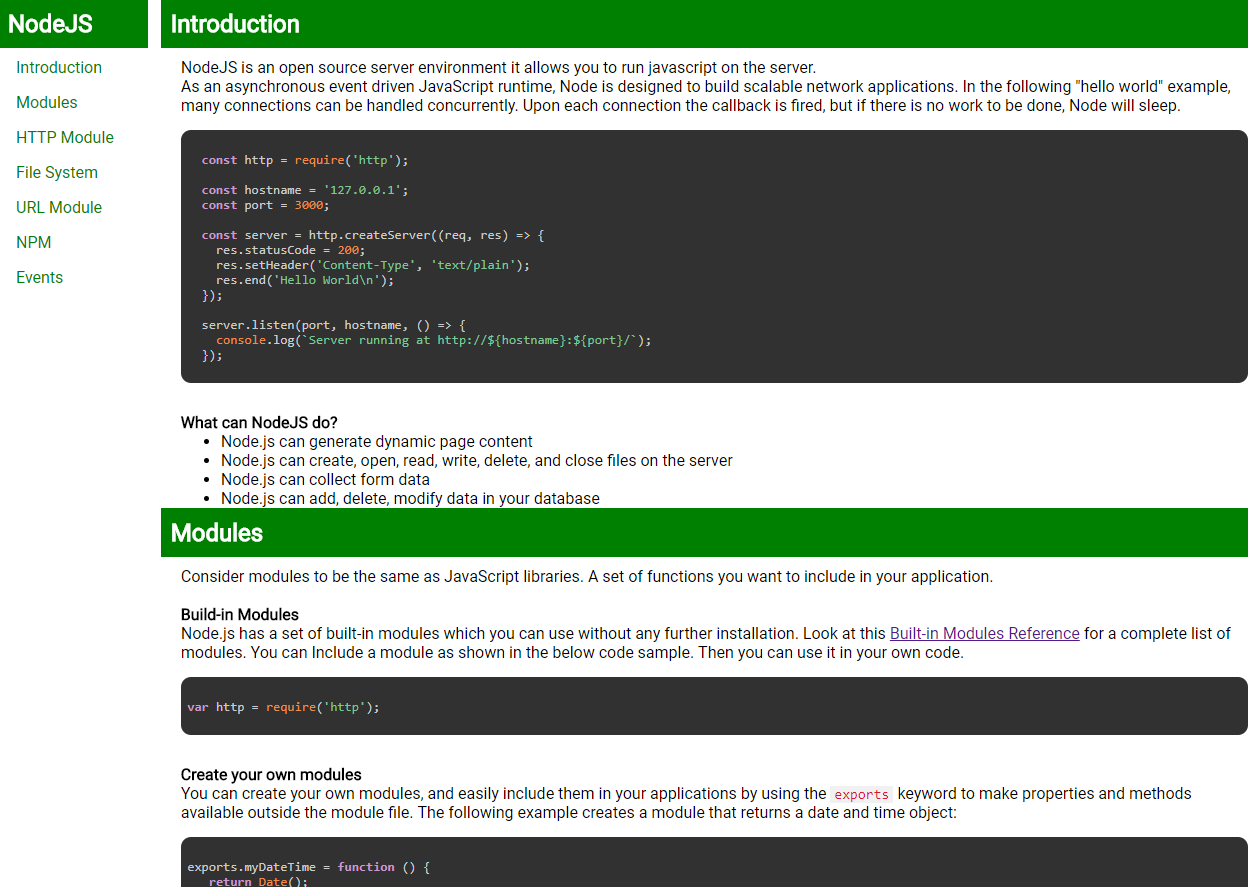 NodeJS
Introduction
Modules
HTTP Module
File System
URL Module
NPM
Events
Introduction
NodeJS is an open source server environment it allows you to run javascript on the server.
As an asynchronous event driven JavaScript runtime, Node is designed to build scalable network applications. In the following "hello world" example,
many connections can be handled concurrently. Upon each connection the callback is fired, but if there is no work to be done, Node will sleep.
const http = require('http');
const hostname = '127.0.0.1';
const port = 3000;
const server = http.createServer((req, res) => {
  res.statusCode = 200;
  res.setHeader('Content-Type', 'text/plain');
  res.end('Hello World\n');
});
server.listen(port, hostname, () => {
  console.log(`Server running at http://${hostname}:${port}/`);
});
What can NodeJS do?
• Node.js can generate dynamic page content
• Node.js can create, open, read, write, delete, and close files on the server
• Node.js can collect form data
• Node.js can add, delete, modify data in your database
Modules
Consider modules to be the same as JavaScript libraries. A set of functions you want to include in your application.
Build-in Modules
Node.js has a set of built-in modules which you can use without any further installation. Look at this Built-in Modules Reference for a complete list of
modules. You can Include a module as shown in the below code sample. Then you can use it in your own code.
var http = require('http');
Create your own modules
You can create your own modules, and easily include them in your applications by using the exports keyword to make properties and methods
available outside the module file. The following example creates a module that returns a date and time object:
exports.myDateTime = function () {
   return Date();